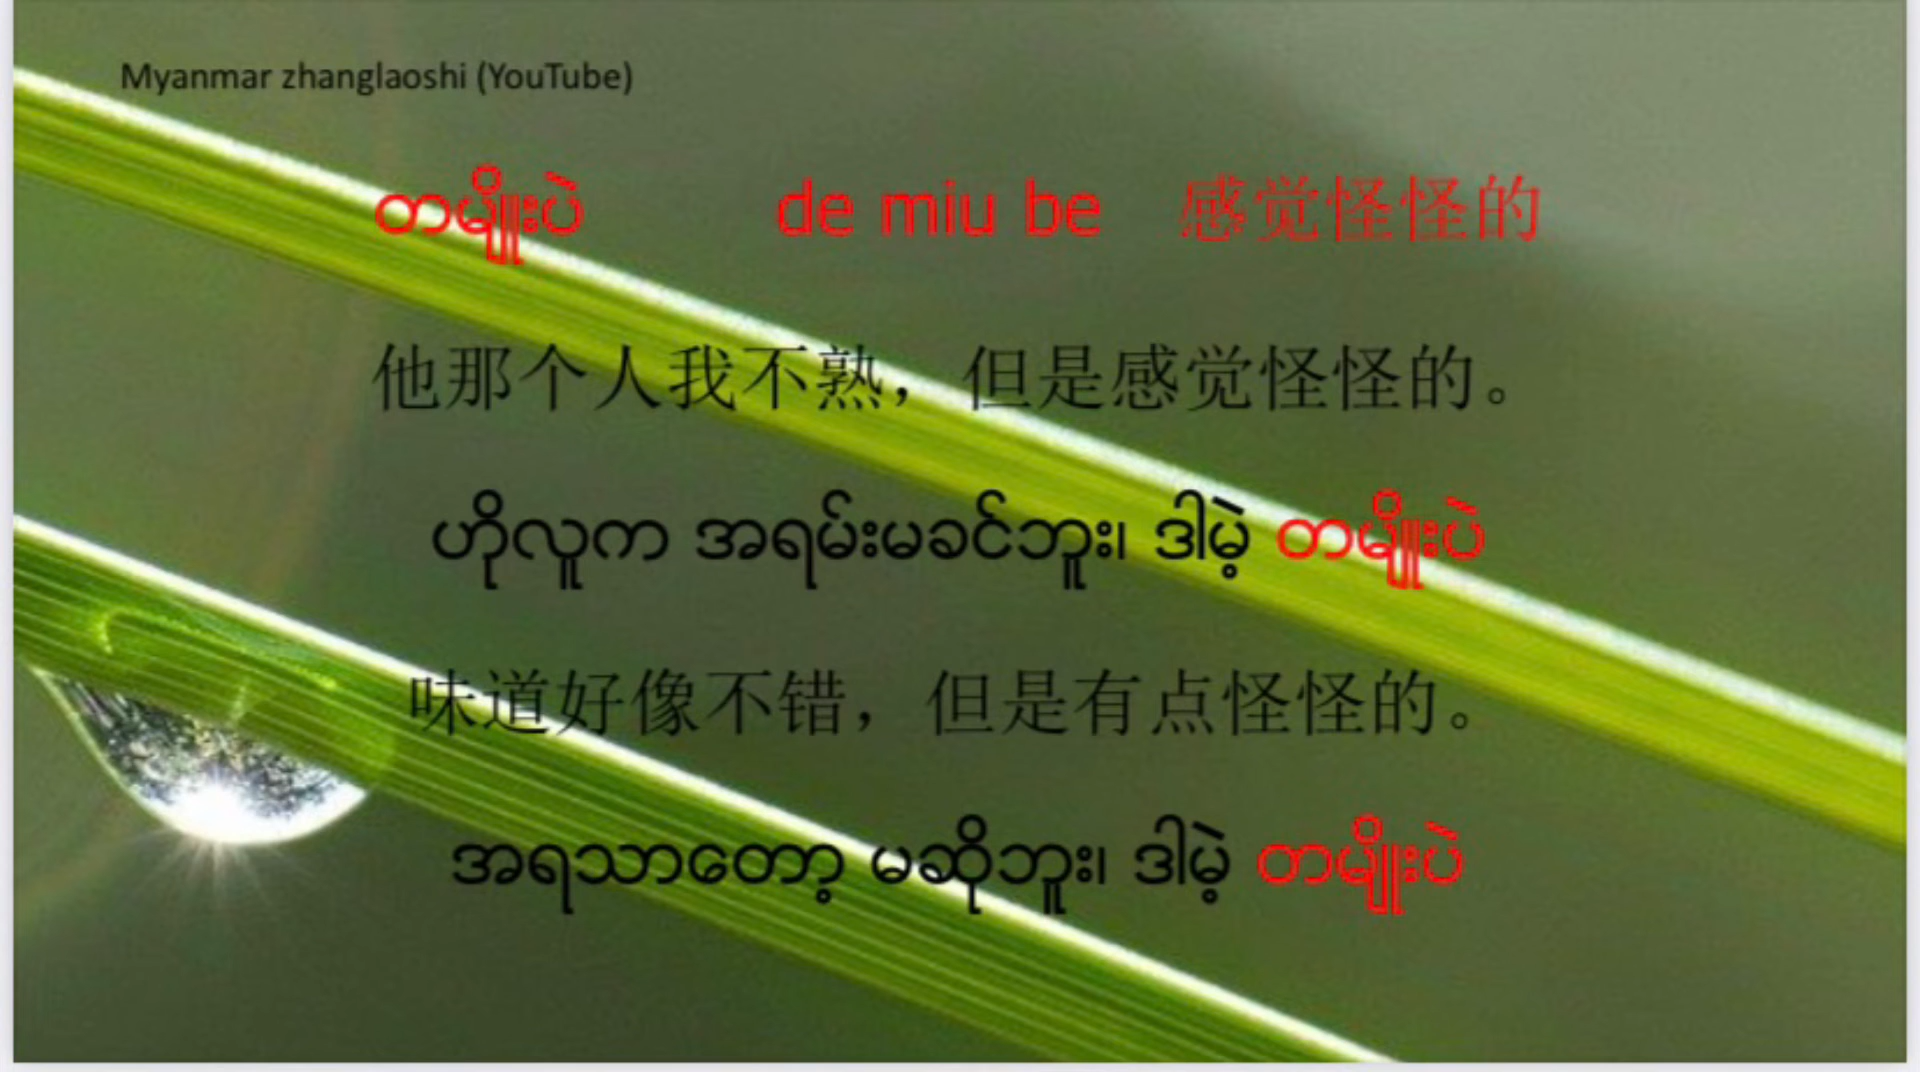 Myanmar zhanglaoshi (YouTube)
တမျိုးပဲ de miu be 感觉怪怪的
他那个人我不熟，但是感觉怪怪的。
ဟိုလူက အရမ်းမခင်ဘူး၊ ဒါမဲ့ တမျိုးပဲ
味道好像不错，但是有点怪怪的。
အရသာတော့ မဆိုဘူး၊ ဒါမဲ့ တမျိုးပဲ